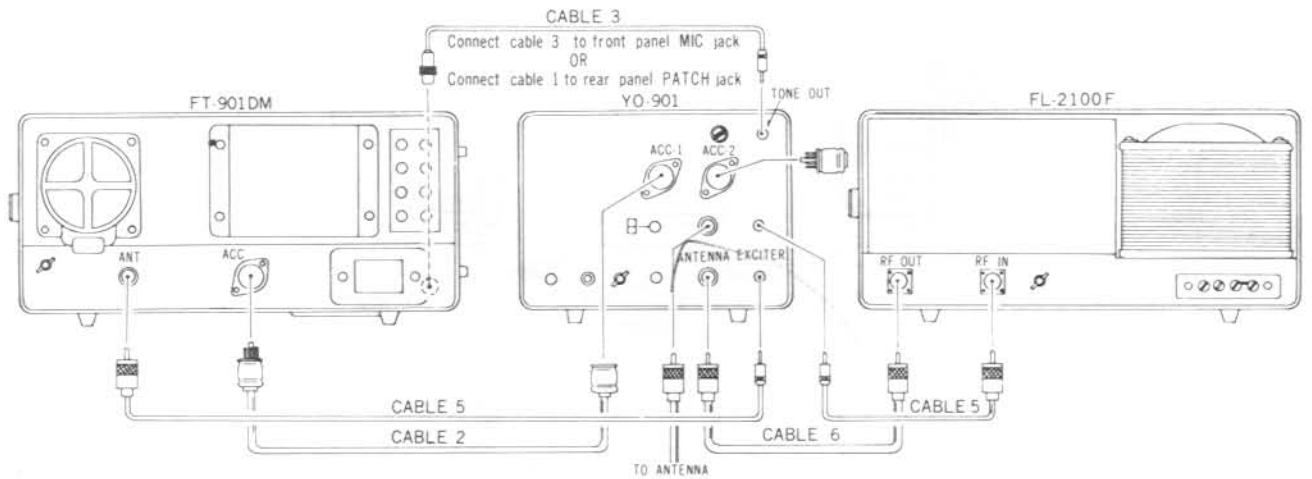 CABLE 3
Connect cable 3 to front panel MIC jack
OR
Connect cable 1 to rear panel PATCH jack
FT-901DM
YO-901
TONE OUT
FL-2100F
ACC-1
ACC-2
ANT
ACC
ANTENNA
EXCITER
RF OUT
RF IN
CABLE 5
CABLE 5
CABLE 2
CABLE 6
TO ANTENNA